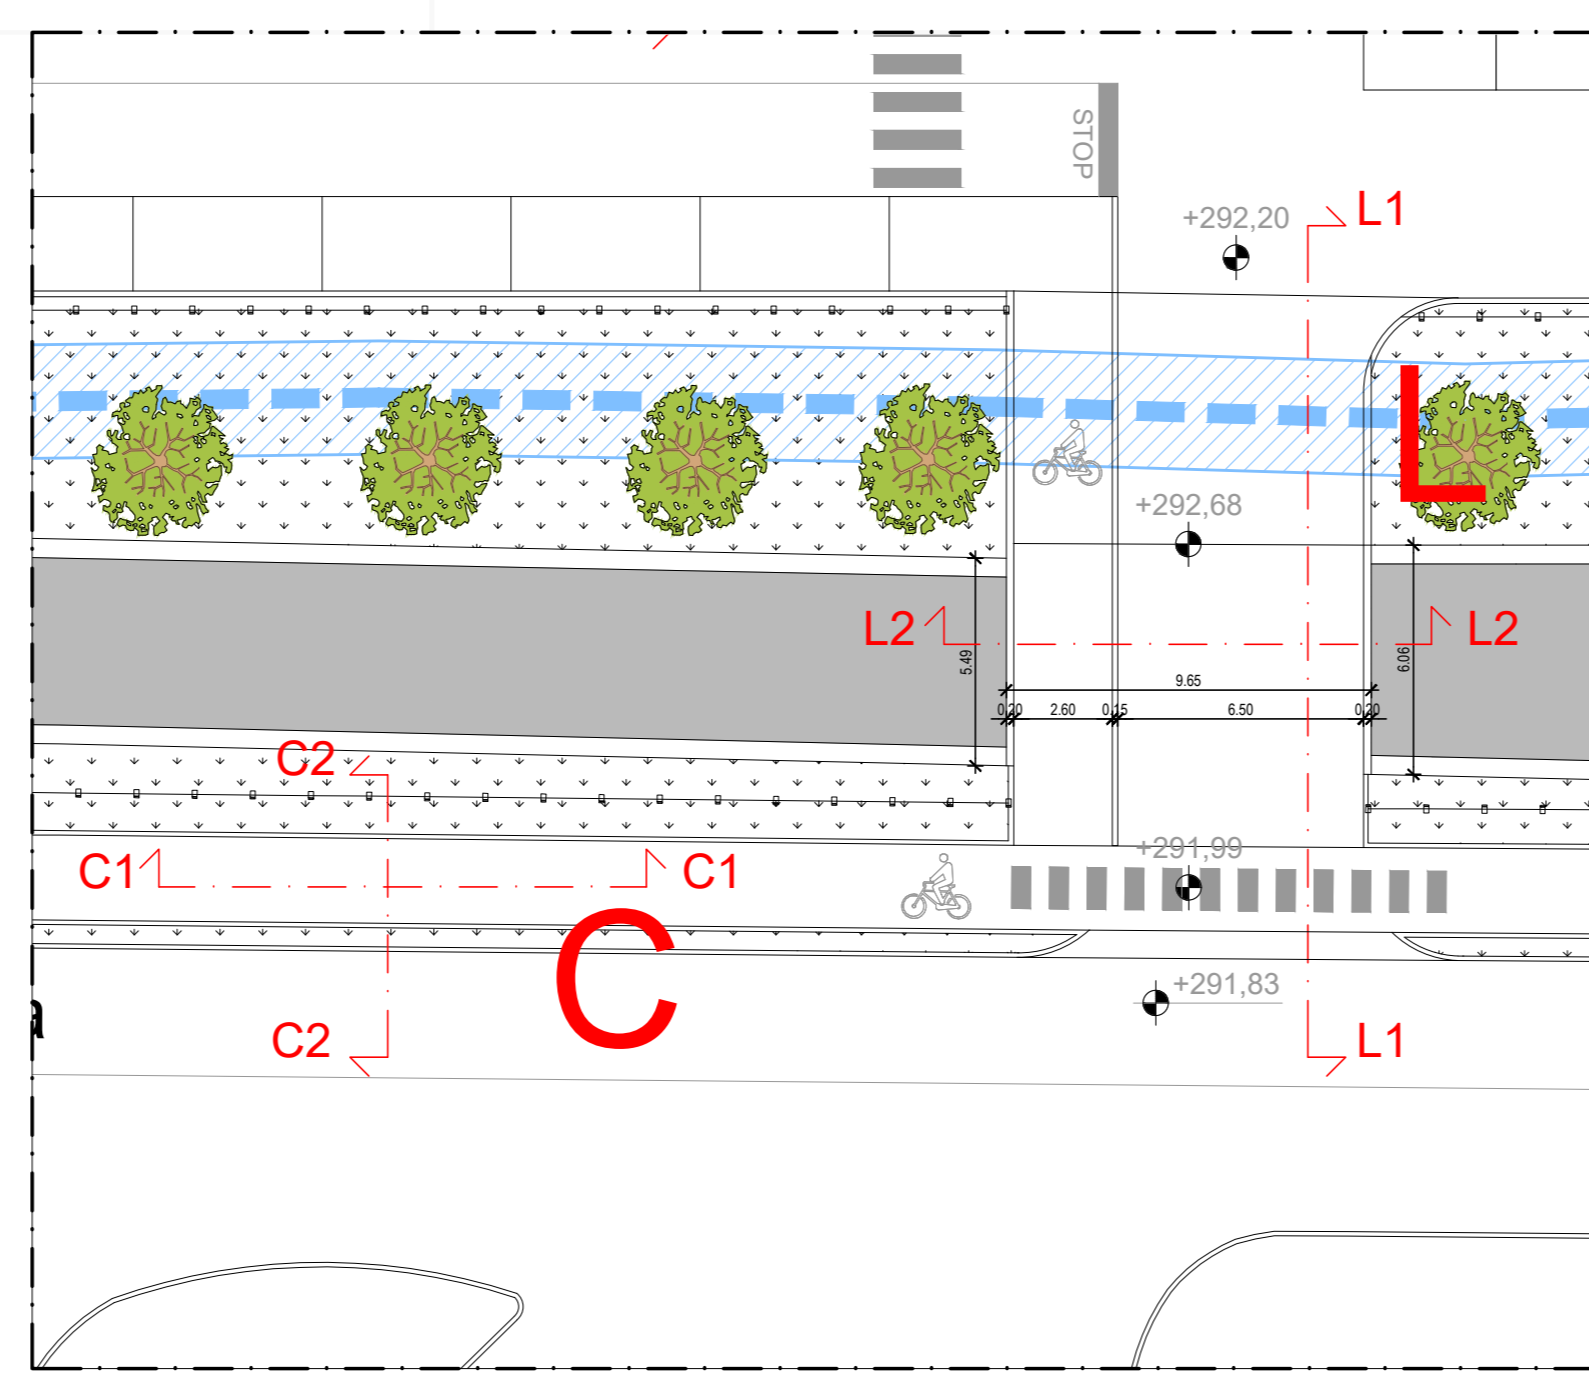 STOP
+292,20
L1
L
+292,68
L2
L2
5.49
6.06
9.65
0,20
2.60
0,15
6.50
0,20
C2
C1
C1
+291,99
C
+291,83
a
C2
L1